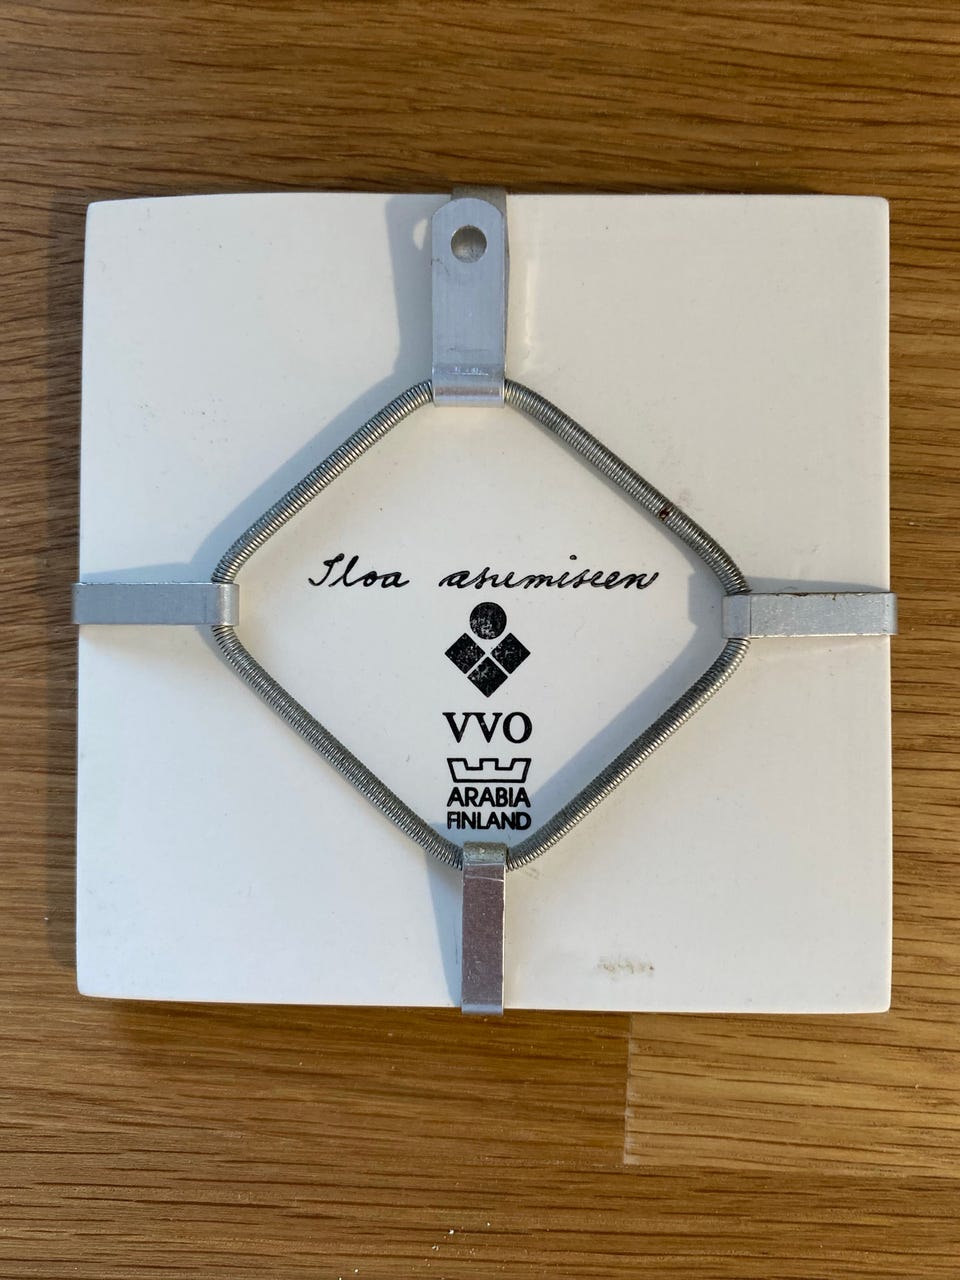 Iloa asumiseen
VVO
ARABIA
FINLAND